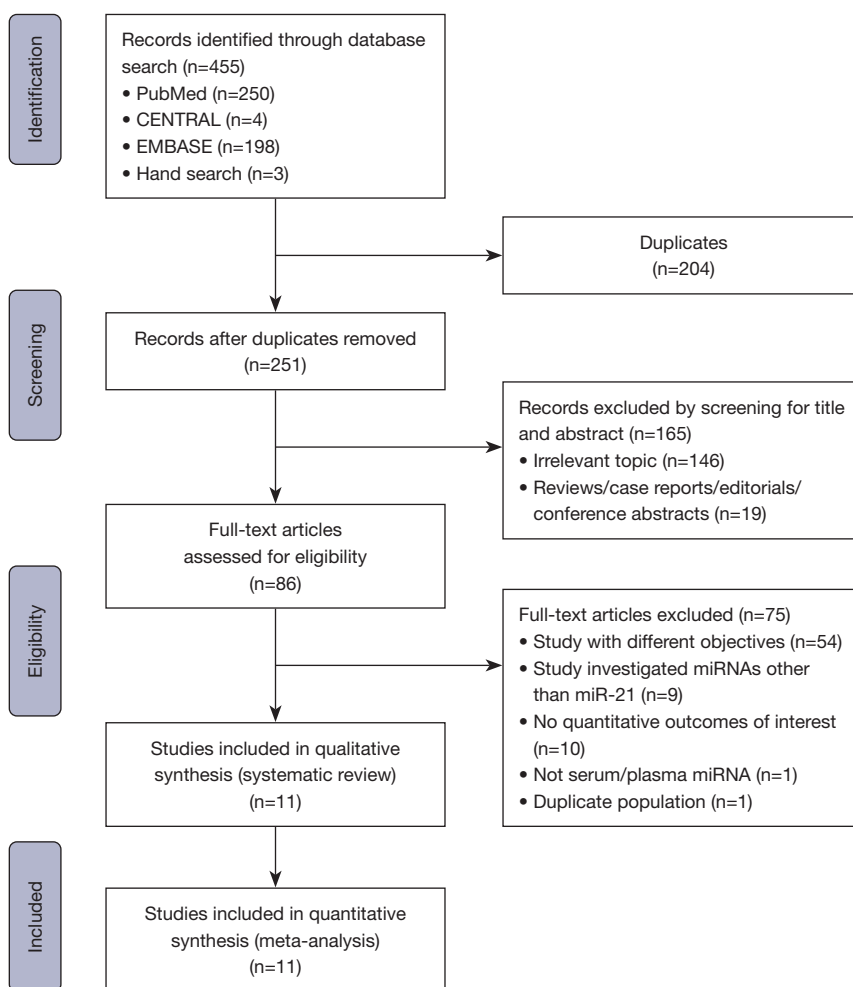 Identification
Records identified through database
search (n=455)
• PubMed (n=250)
• CENTRAL (n=4)
• EMBASE (n=198)
• Hand search (n=3)
Duplicates
(n=204)
Screening
Records after duplicates removed
(n=251)
Records excluded by screening for title
and abstract (n=165)
• Irrelevant topic (n=146)
• Reviews/case reports/editorials/
conference abstracts (n=19)
Full-text articles
assessed for eligibility
(n=86)
Eligibility
Full-text articles excluded (n=75)
• Study with different objectives (n=54)
• Study investigated miRNAs other
than miR-21 (n=9)
• No quantitative outcomes of interest
(n=10)
• Not serum/plasma miRNA (n=1)
• Duplicate population (n=1)
Studies included in qualitative
synthesis (systematic review)
(n=11)
Included
Studies included in quantitative
synthesis (meta-analysis)
(n=11)